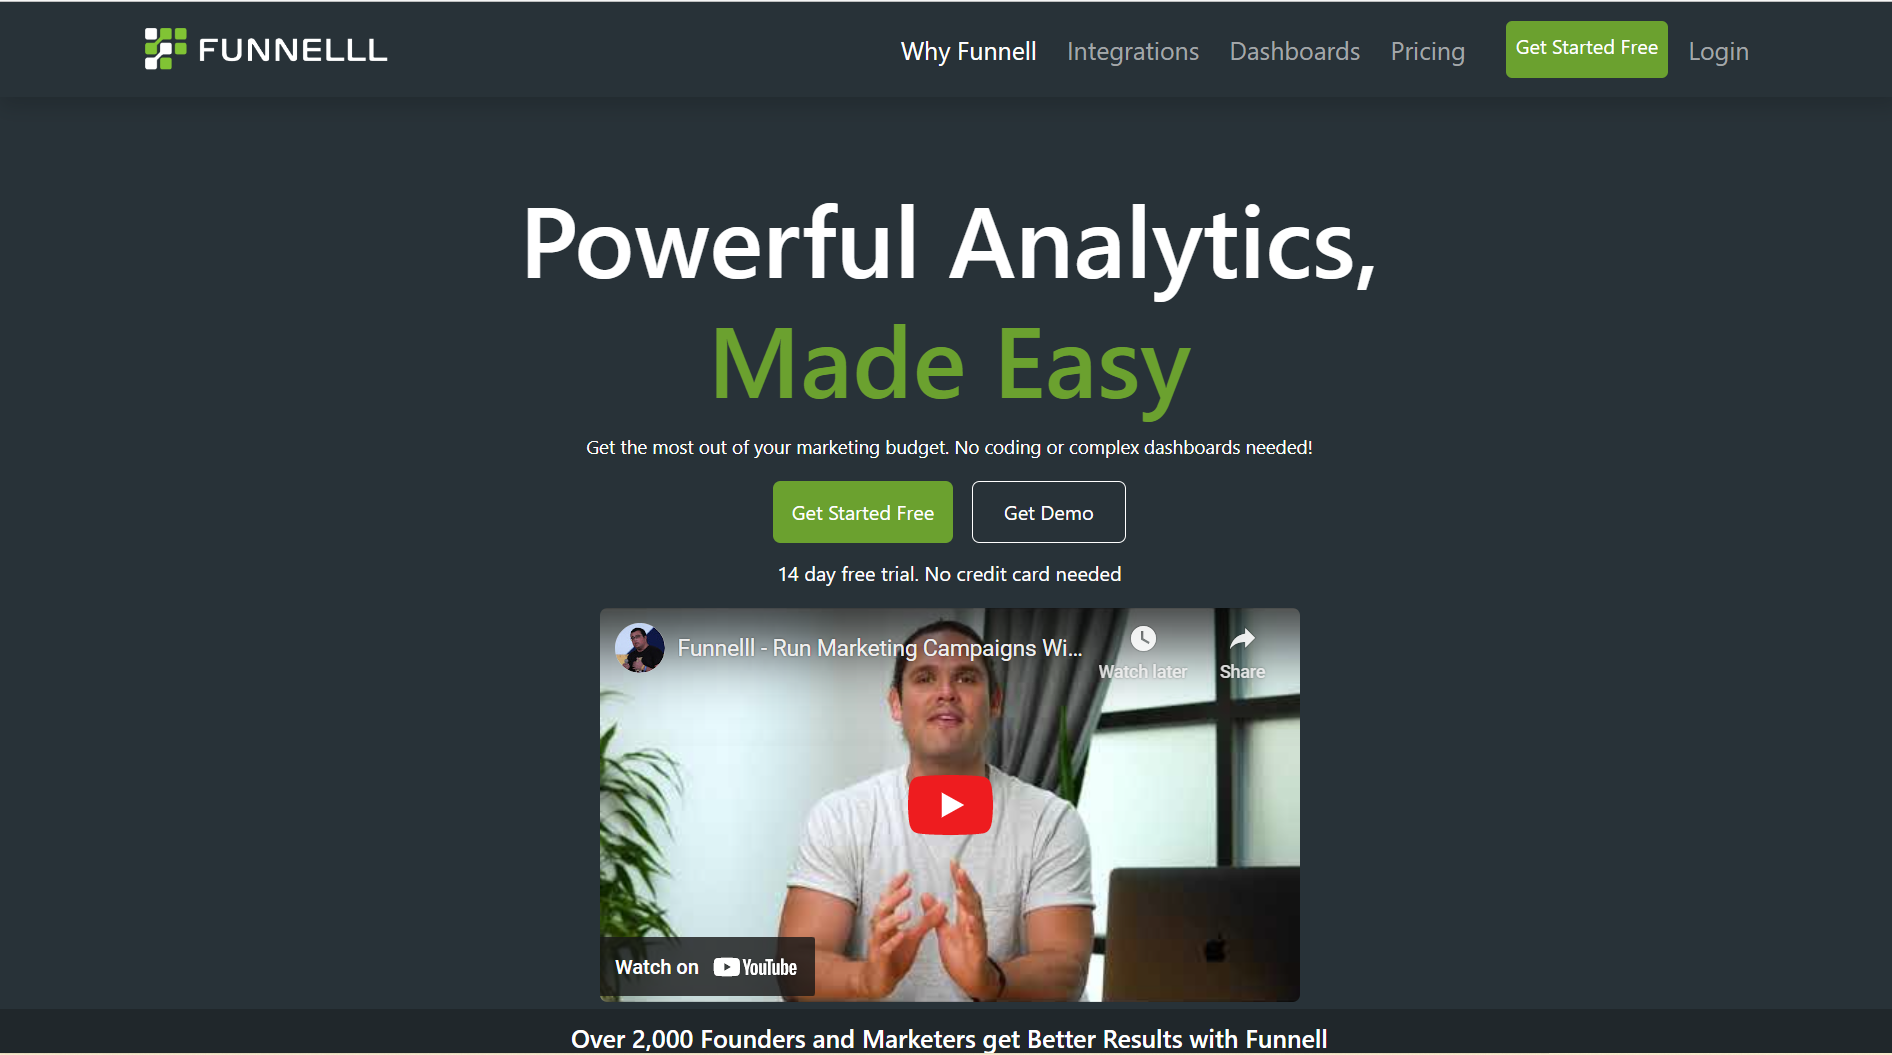 FUNNELLL
Why Funnell
Integrations
Dashboards
Pricing
Get Started Free
Login
Powerful Analytics,
Made Easy
Get the most out of your marketing budget. No coding or complex dashboards needed!
Get Started Free
Get Demo
14 day free trial. No credit card needed
Funnelll - Run Marketing Campaigns Wi...
Watch later
Share
Watch on YouTube
Over 2,000 Founders and Marketers get Better Results with Funnell